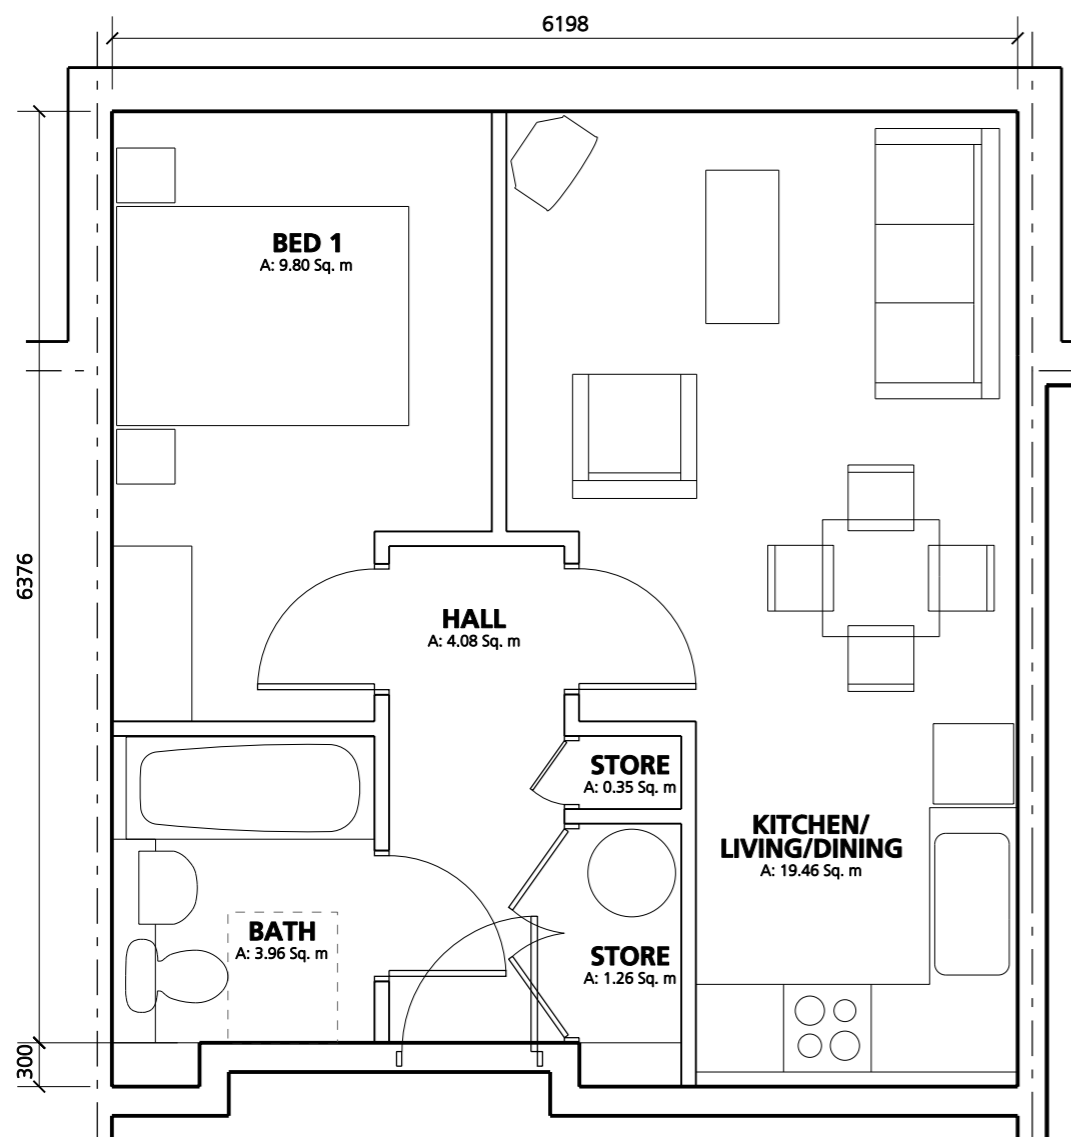 6198
BED 1
A: 9.80 Sq. m
6376
HALL
A: 4.08 Sq. m
STORE
A: 0.35 Sq. m
KITCHEN/
LIVING/DINING
A: 19.46 Sq. m
BATH
A: 3.96 Sq. m
STORE
A: 1.26 Sq. m
300